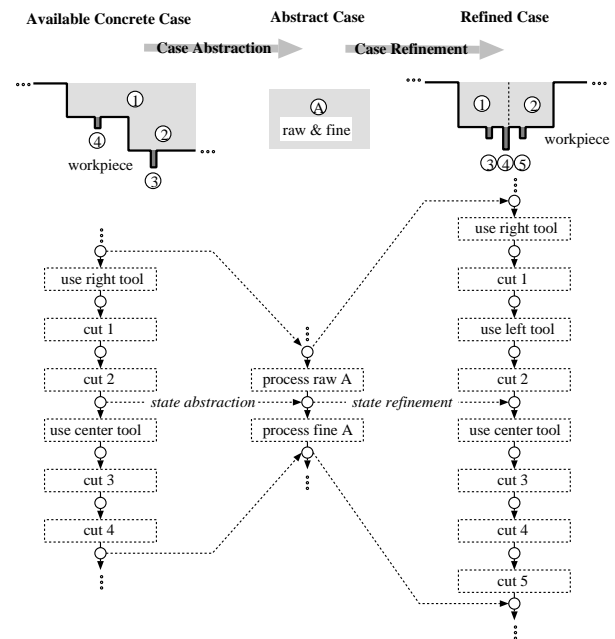 Available Concrete Case Abstract Case Refined Case
Case Abstraction Case Refinement
1
2
4
3
workpiece
A
raw & fine
1 2
workpiece
3 4 5
use right tool
cut 1
cut 2
use center tool
cut 3
cut 4
state abstraction
process raw A
process fine A
state refinement
use right tool
cut 1
use left tool
cut 2
use center tool
cut 3
cut 4
cut 5